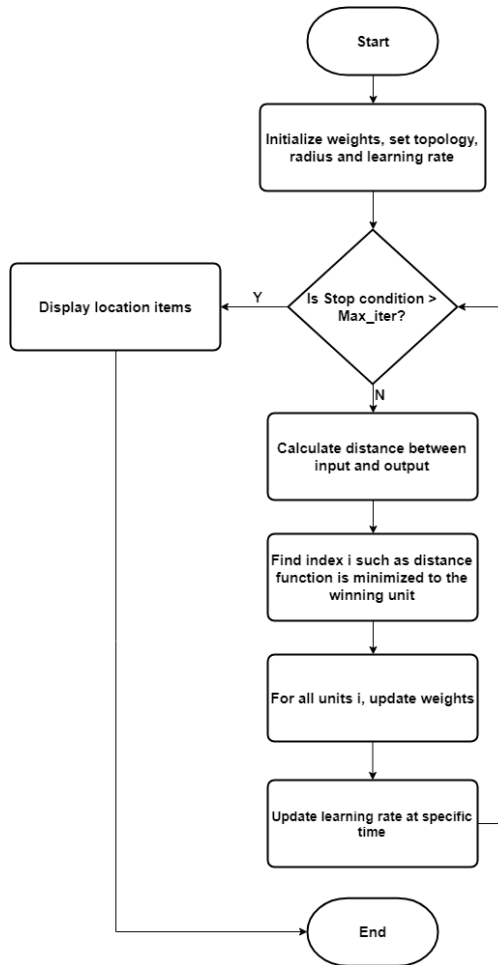 Start
Initialize weights, set topology,
radius and learning rate
Is Stop condition >
Max_iter?
Y
Display location items
N
Calculate distance between
input and output
Find index i such as distance
function is minimized to the
winning unit
For all units i, update weights
Update learning rate at specific
time
End